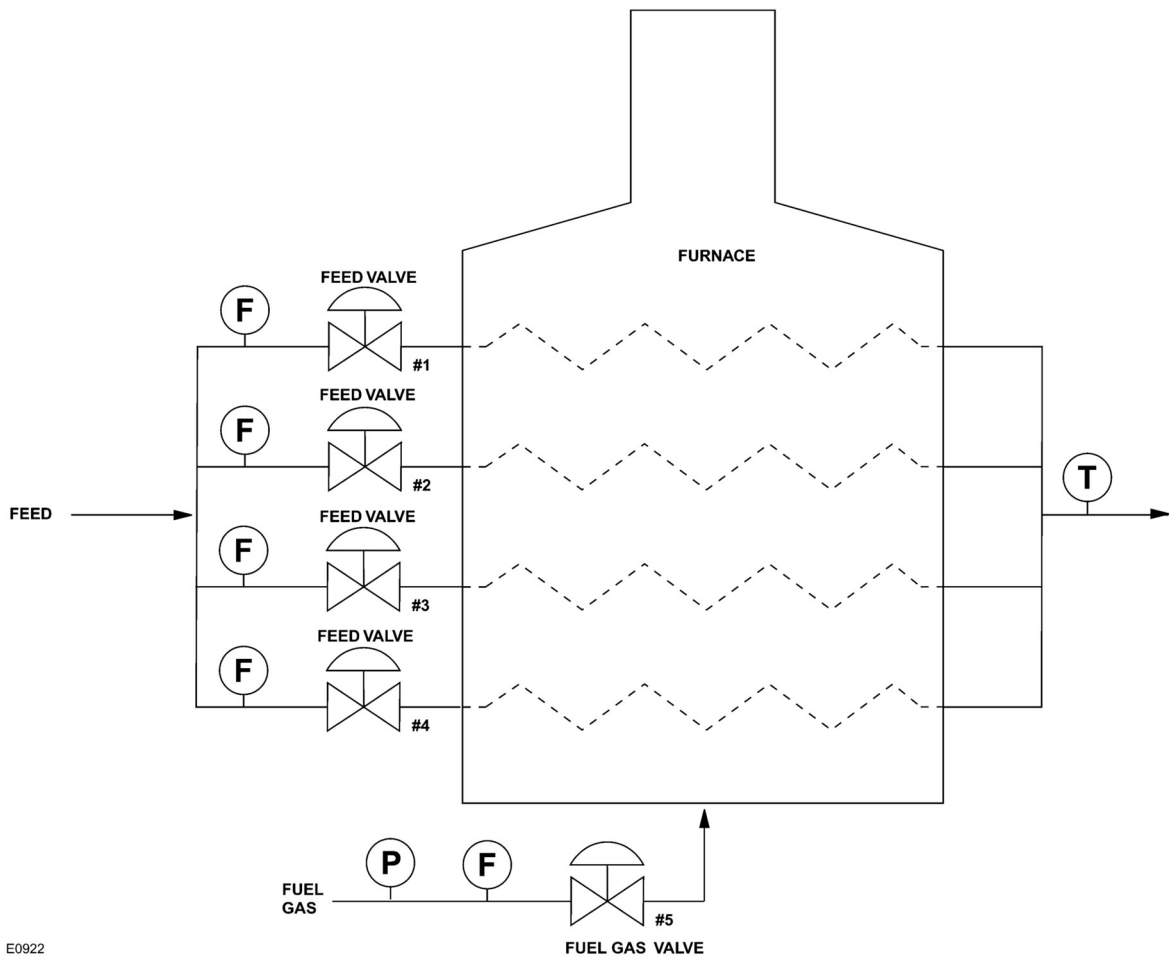 FURNACE
FEED VALVE
F
#1
FEED VALVE
F
#2
FEED
FEED VALVE
F
#3
T
FEED VALVE
F
#4
P
F
FUEL
GAS
#5
FUEL GAS VALVE
E0922